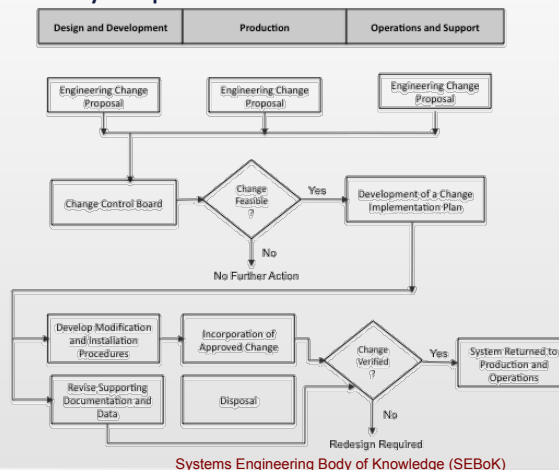 Design and Development
Production
Operations and Support
Engineering Change
Proposal
Engineering Change
Proposal
Engineering Change
Proposal
Change Control Board
Change
Feasible
?
Yes
Development of a Change
Implementation Plan
No
No Further Action
Develop Modification
and Installation
Procedures
Incorporation of
Approved Change
Change
Verified
?
Yes
System Returned to
Production and
Operations
Revise Supporting
Documentation and
Data
Disposal
No
Redesign Required
Systems Engineering Body of Knowledge (SEBoK)